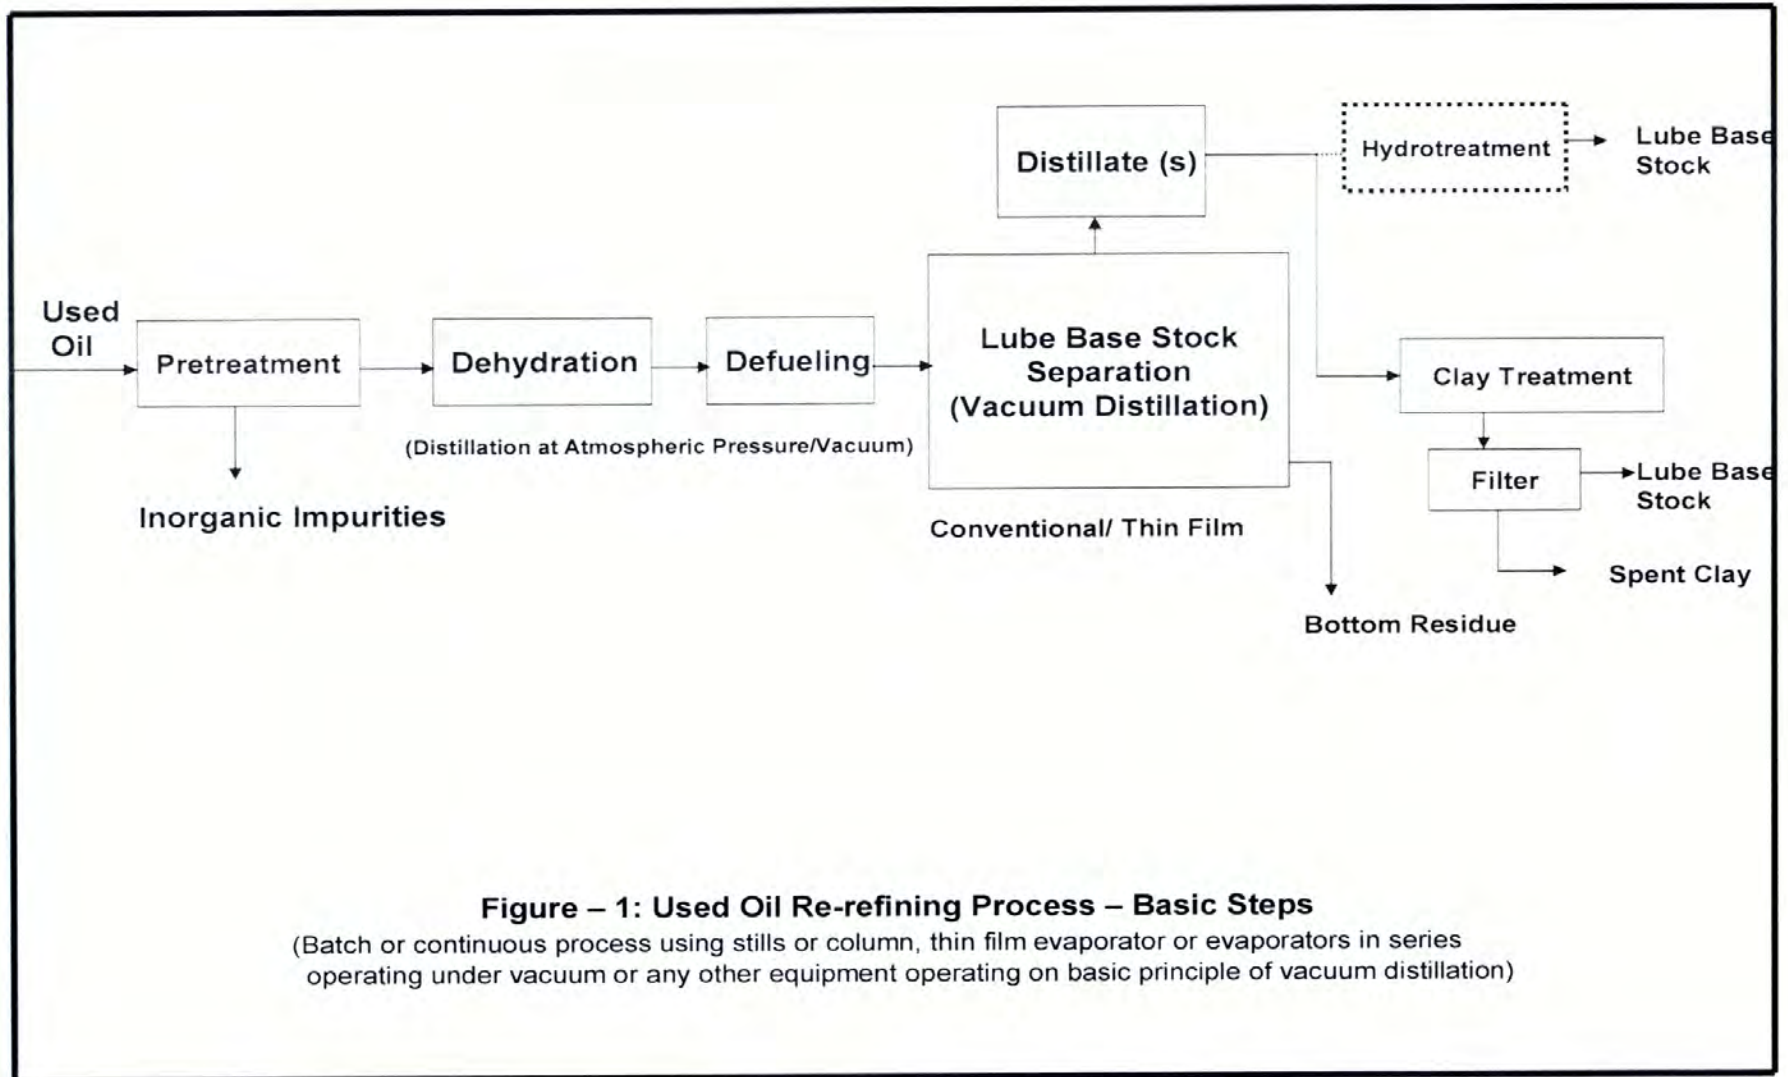 Used
Oil
Pretreatment
Inorganic Impurities
Dehydration
Defueling
(Distillation at Atmospheric Pressure/Vacuum)
Lube Base Stock
Separation
(Vacuum Distillation)
Conventional/ Thin Film
Distillate (s)
Hydrotreatment
Lube Base
Stock
Clay Treatment
Filter
Lube Base
Stock
Spent Clay
Bottom Residue
Figure – 1: Used Oil Re-refining Process – Basic Steps
(Batch or continuous process using stills or column, thin film evaporator or evaporators in series
operating under vacuum or any other equipment operating on basic principle of vacuum distillation)